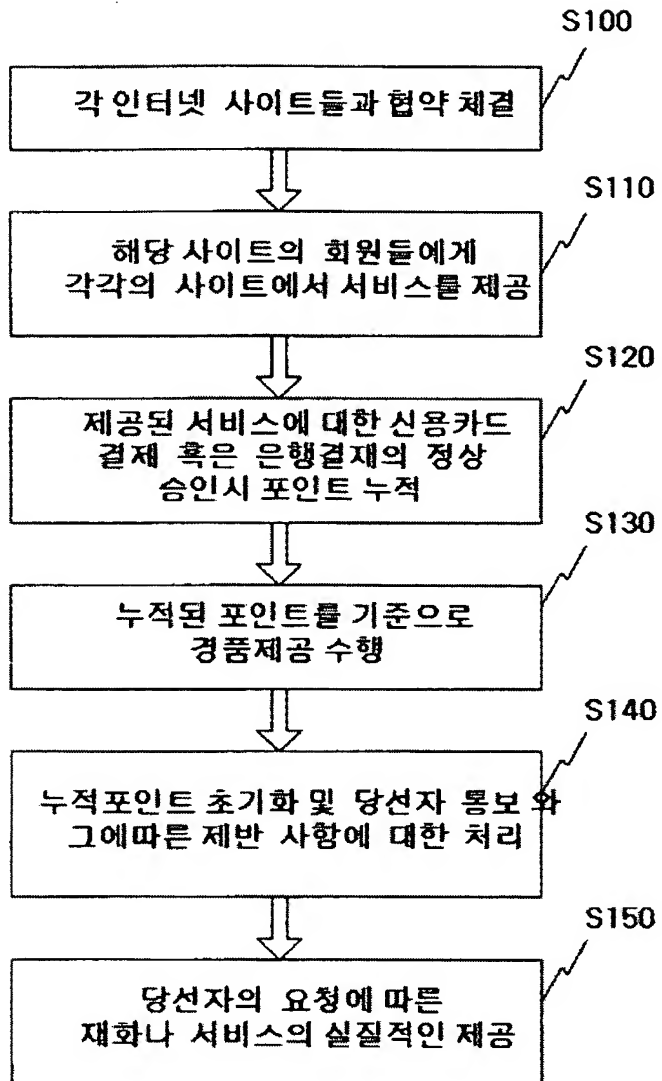 S100
각 인터넷 사이트들과 협약 체결
S110
해당 사이트의 회원들에게
각각의 사이트에서 서비스를 제공
S120
제공된 서비스에 대한 신용카드
결제 혹은 은행결재의 정상
승인시 포인트 누적
S130
누적된 포인트를 기준으로
경품제공 수행
S140
누적포인트 초기화 및 당선자 통보 와
그에따른 제반 사항에 대한 처리
S150
당선자의 요청에 따른
재화나 서비스의 실질적인 제공